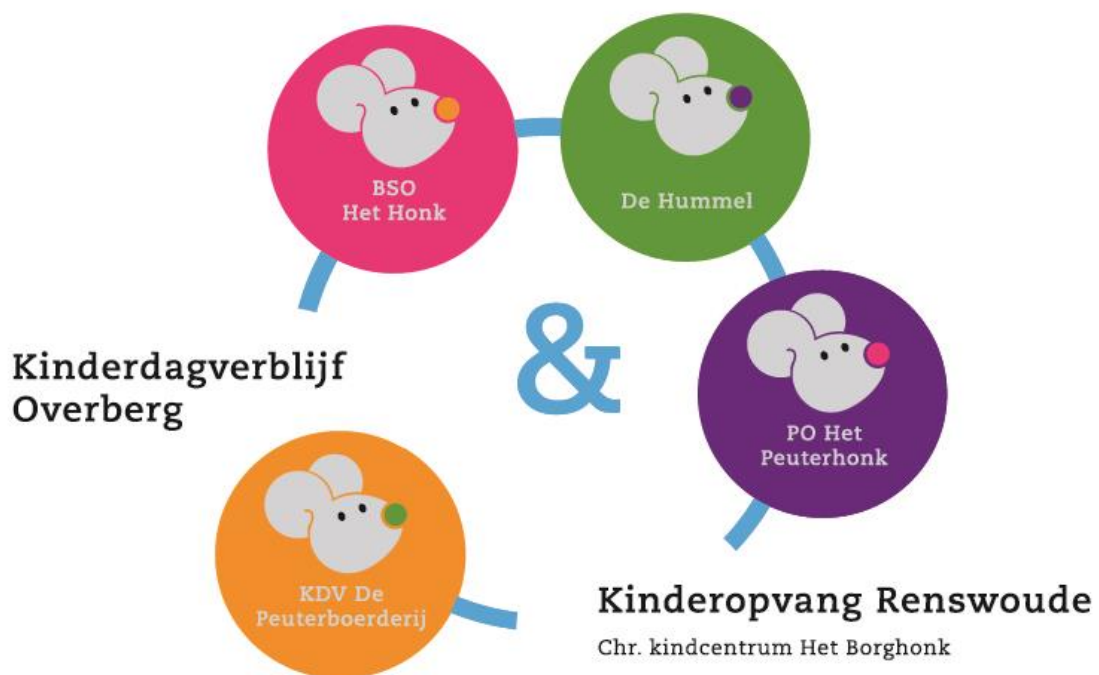 BSO
Het Honk
De Hummel
&
Kinderdagverblijf
Overberg
PO Het
Peuterhonk
KDV De
Peuterboerderij
Kinderopvang Renswoude
Chr. kindcentrum Het Borghonk